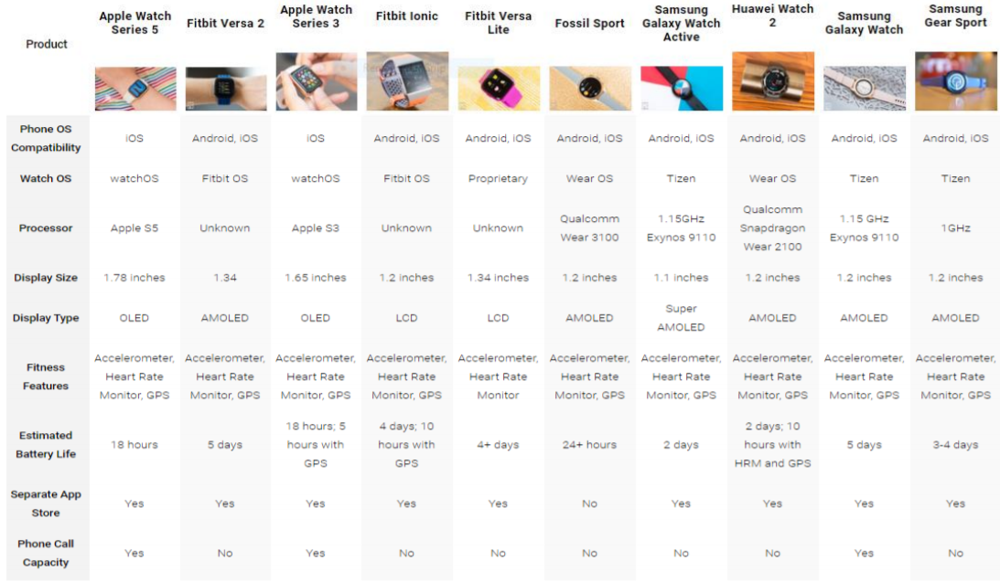 Product
Apple Watch Series 5
Fitbit Versa 2
Apple Watch Series 3
Fitbit Ionic
Fitbit Versa Lite
Fossil Sport
Samsung Galaxy Watch Active
Huawei Watch 2
Samsung Galaxy Watch
Samsung Gear Sport
Phone OS Compatibility
iOS
Android, iOS
iOS
Android, iOS
Android, iOS
Android, iOS
Android, iOS
Android, iOS
Android, iOS
Android, iOS
Watch OS
watchOS
Fitbit OS
watchOS
Fitbit OS
Proprietary
Wear OS
Tizen
Wear OS
Tizen
Tizen
Processor
Apple S5
Unknown
Apple S3
Unknown
Unknown
Qualcomm Wear 3100
1.15GHz Exynos 9110
Qualcomm Snapdragon Wear 2100
1.15 GHz Exynos 9110
1GHz
Display Size
1.78 inches
1.34
1.65 inches
1.2 inches
1.34 inches
1.2 inches
1.1 inches
1.2 inches
1.2 inches
1.2 inches
Display Type
OLED
AMOLED
OLED
LCD
LCD
AMOLED
Super AMOLED
AMOLED
AMOLED
AMOLED
Fitness Features
Accelerometer, Heart Rate Monitor, GPS
Accelerometer, Heart Rate Monitor, GPS
Accelerometer, Heart Rate Monitor, GPS
Accelerometer, Heart Rate Monitor, GPS
Accelerometer, Heart Rate Monitor
Accelerometer, Heart Rate Monitor, GPS
Accelerometer, Heart Rate Monitor, GPS
Accelerometer, Heart Rate Monitor, GPS
Accelerometer, Heart Rate Monitor, GPS
Accelerometer, Heart Rate Monitor, GPS
Estimated Battery Life
18 hours
5 days
18 hours; 5 hours with GPS
4 days; 10 hours with GPS
4+ days
24+ hours
2 days
2 days; 10 hours with HRM and GPS
5 days
3-4 days
Separate App Store
Yes
Yes
Yes
Yes
Yes
No
Yes
Yes
Yes
Yes
Phone Call Capacity
Yes
No
Yes
No
No
No
No
No
Yes
No